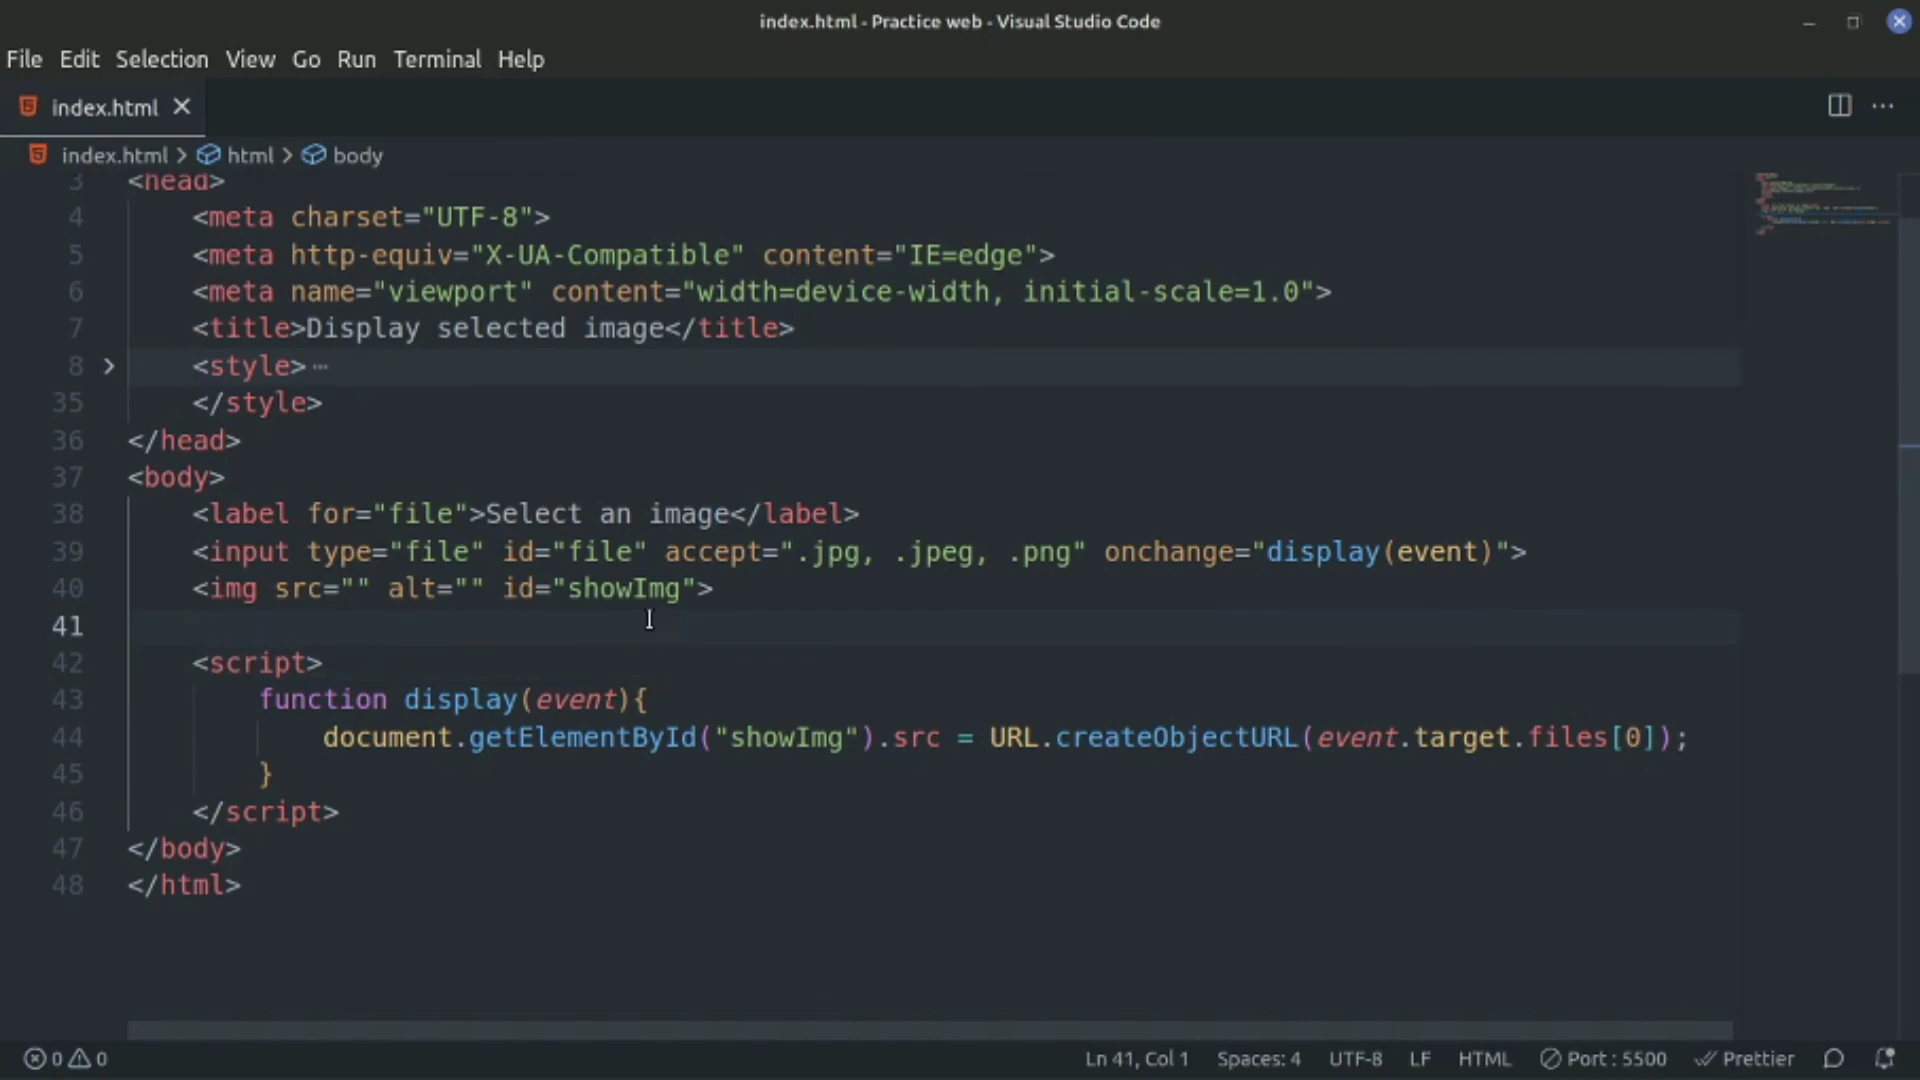 index.html - Practice web - Visual Studio Code
File Edit Selection View Go Run Terminal Help
index.html
index.html > html > body
3 <head>
4 <meta charset="UTF-8">
5 <meta http-equiv="X-UA-Compatible" content="IE=edge">
6 <meta name="viewport" content="width=device-width, initial-scale=1.0">
7 <title>Display selected image</title>
8 <style>…
35 </style>
36 </head>
37 <body>
38 <label for="file">Select an image</label>
39 <input type="file" id="file" accept=".jpg, .jpeg, .png" onchange="display(event)">
40 <img src="" alt="" id="showImg">
41
42 <script>
43 function display(event){
44 document.getElementById("showImg").src = URL.createObjectURL(event.target.files[0]);
45 }
46 </script>
47 </body>
48 </html>
0 0 Ln 41, Col 1 Spaces: 4 UTF-8 LF HTML Port : 5500 Prettier